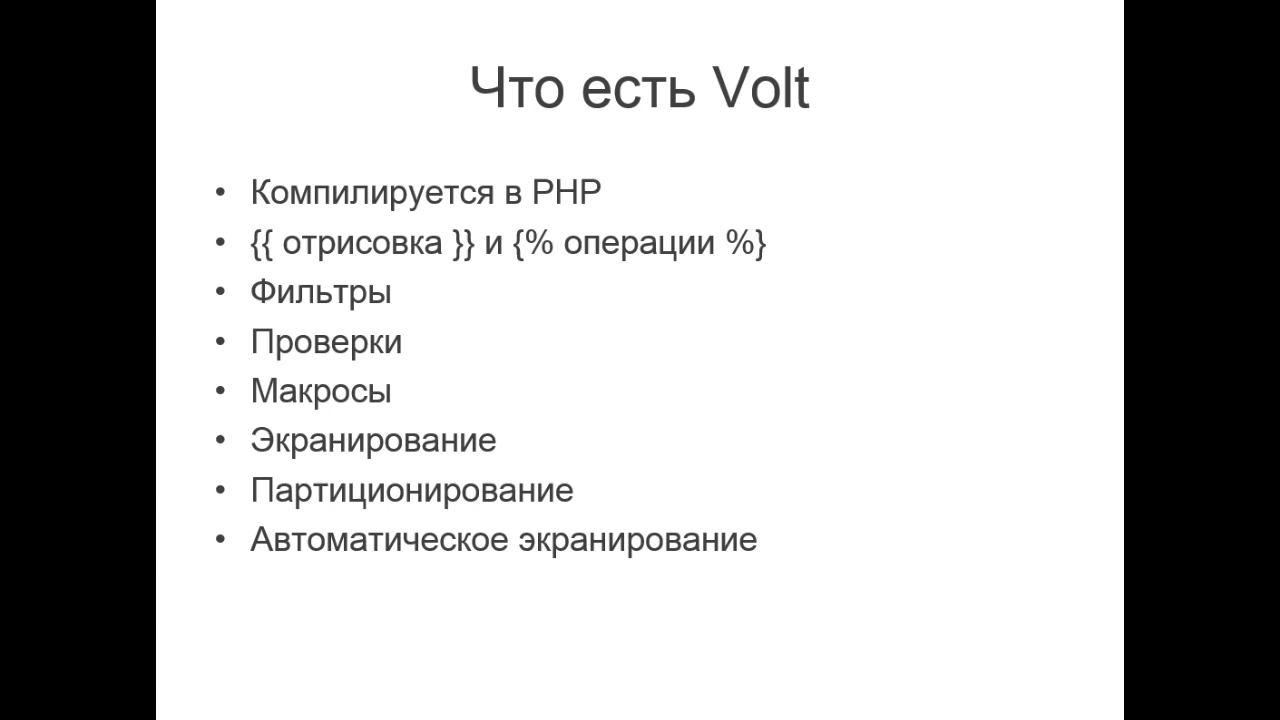 Что есть Volt
• Компилируется в PHP
• {{ отрисовка }} и {% операции %}
• Фильтры
• Проверки
• Макросы
• Экранирование
• Партиционирование
• Автоматическое экранирование